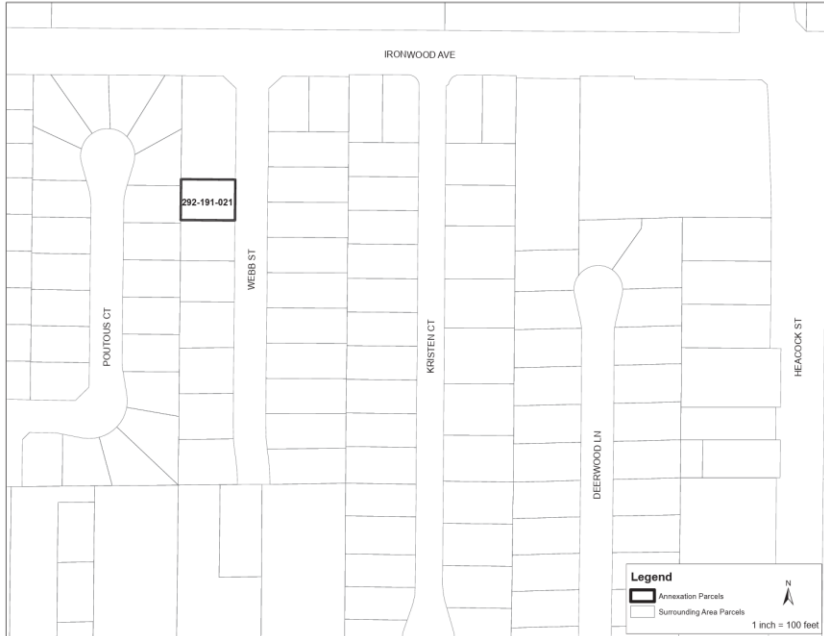 IRONWOOD AVE
292-191-021
WEBB ST
POUTOUS CT
KRISTEN CT
HEACOCK ST
DEERWOOD LN
Legend
Annexation Parcels
Surrounding Area Parcels
N
1 inch = 100 feet